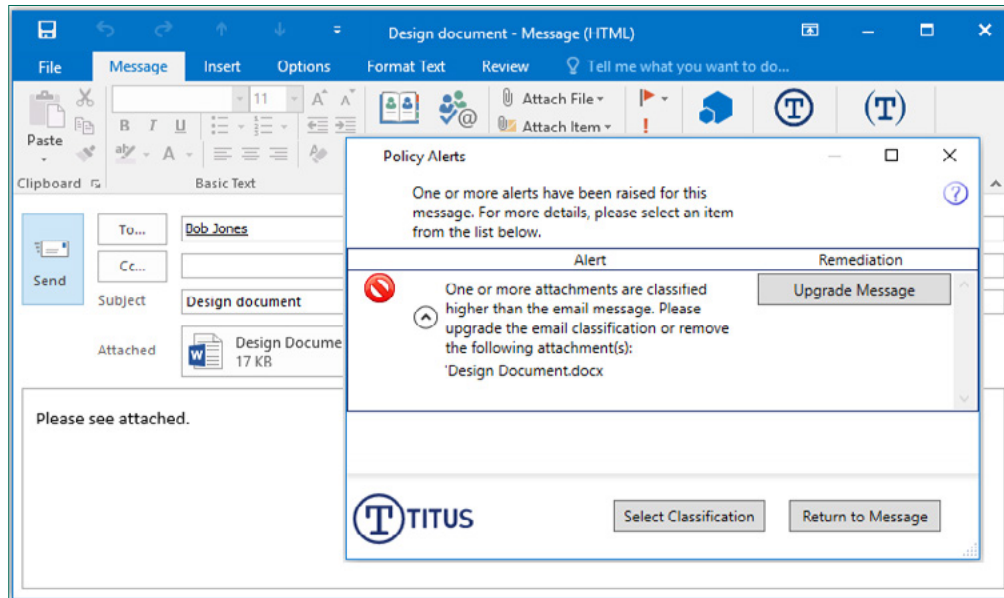 Design document - Message (HTML)
File Message Insert Options Format Text Review Tell me what you want to do...
11 A A
Attach File
Paste
B I U
Attach Item
aby A
Clipboard
Basic Text
Policy Alerts
One or more alerts have been raised for this
message. For more details, please select an item
from the list below.
?
To... Bob Jones
Cc...
Send
Subject Design document
Attached
Design Docume
17 KB
W
Alert Remediation
One or more attachments are classified
higher than the email message. Please
upgrade the email classification or remove
the following attachment(s):
'Design Document.docx
Upgrade Message
Please see attached.
T TITUS
Select Classification Return to Message
T
(T)